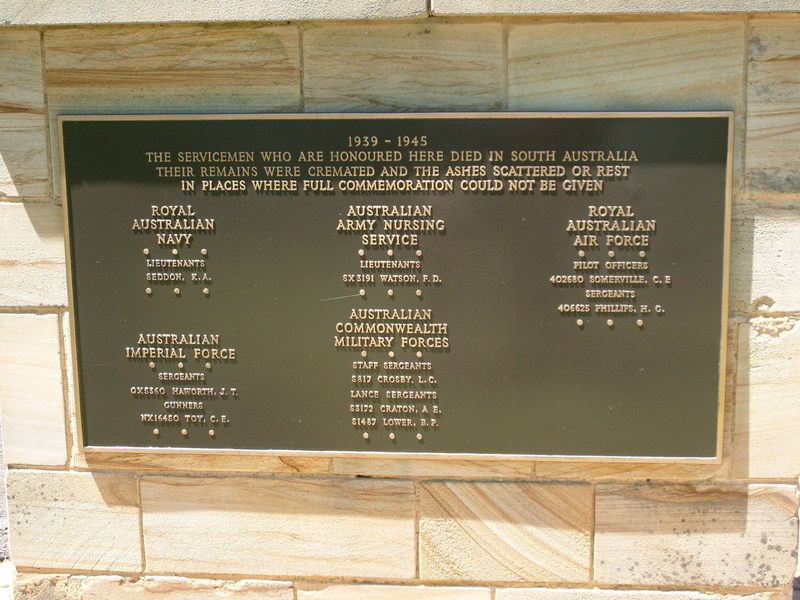 1939 - 1945
THE SERVICEMEN WHO ARE HONOURED HERE DIED IN SOUTH AUSTRALIA
THEIR REMAINS WERE CREMATED AND THE ASHES SCATTERED OR REST
IN PLACES WHERE FULL COMMEMORATION COULD NOT BE GIVEN
ROYAL
AUSTRALIAN
NAVY
LIEUTENANTS
SEDDON, K. A.
AUSTRALIAN
IMPERIAL FORCE
SERGEANTS
QX5360 HAWORTH, J. T.
GUNNERS
NX16450 TOY, C. E.
AUSTRALIAN
ARMY NURSING
SERVICE
LIEUTENANTS
SX3191 WATSON, F. D.
AUSTRALIAN
COMMONWEALTH
MILITARY FORCES
STAFF SERGEANTS
S817 CROSBY, L. C.
LANCE SERGEANTS
S3172 CRATON, A. E.
S1487 LOWER, B. P.
ROYAL
AUSTRALIAN
AIR FORCE
PILOT OFFICERS
402680 SOMERVILLE, C. E
SERGEANTS
406625 PHILLIPS, H. G.